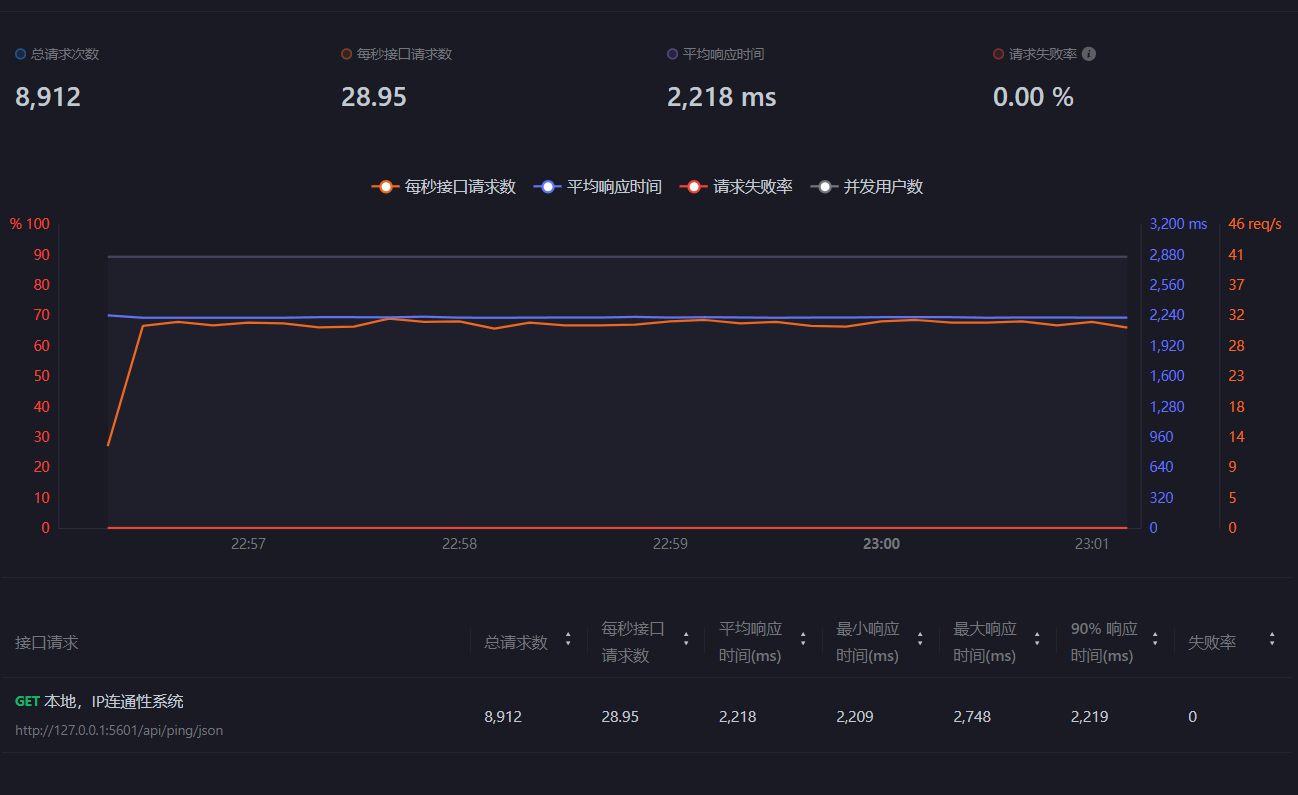 总请求次数
每秒接口请求数
平均响应时间
请求失败率
8,912
28.95
2,218 ms
0.00 %
每秒接口请求数 平均响应时间 请求失败率 并发用户数
% 100
90
80
70
60
50
40
30
20
10
0
3,200 ms
2,880
2,560
2,240
1,920
1,600
1,280
960
640
320
0
46 req/s
41
37
32
28
23
18
14
9
5
0
22:57 22:58 22:59 23:00 23:01
接口请求
总请求数
每秒接口
请求数
平均响应
时间(ms)
最小响应
时间(ms)
最大响应
时间(ms)
90% 响应
时间(ms)
失败率
GET 本地，IP连通性系统
http://127.0.0.1:5601/api/ping/json
8,912 28.95 2,218 2,209 2,748 2,219 0